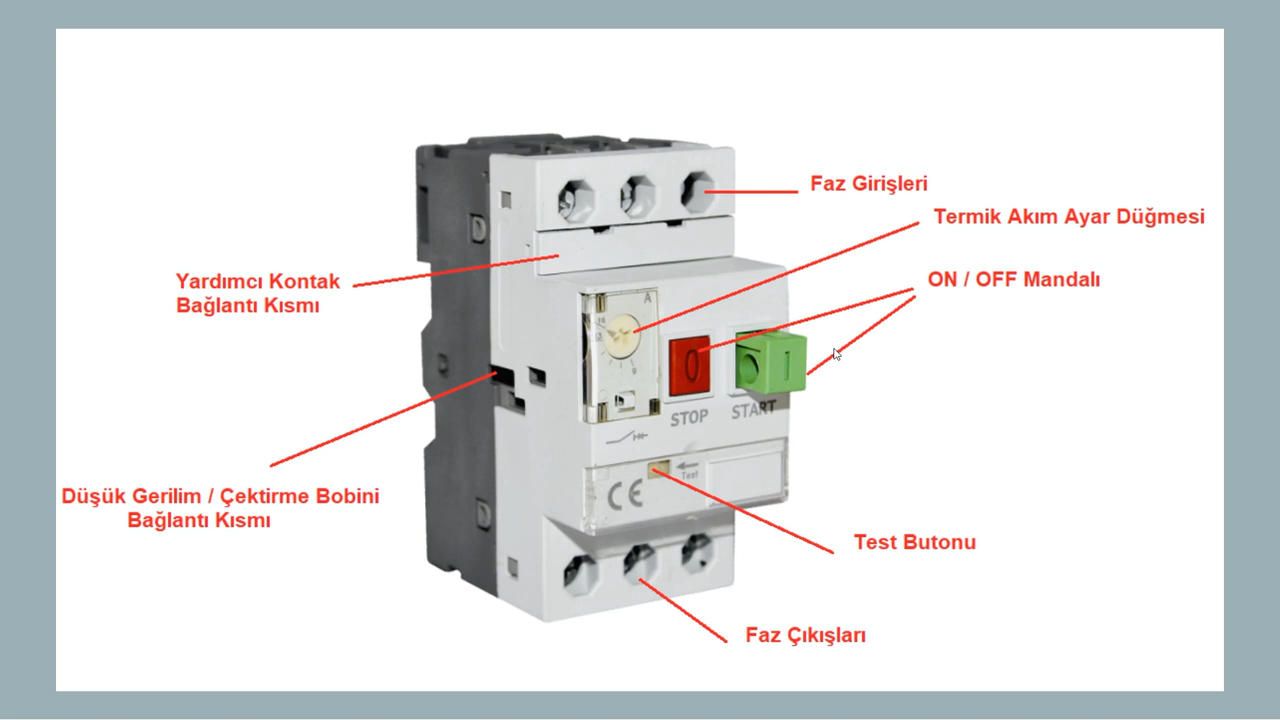 Faz Girişleri
Termik Akım Ayar Düğmesi
Yardımcı Kontak
Bağlantı Kısmı
ON / OFF Mandalı
A
STOP
START
Düşük Gerilim / Çektirme Bobini
Bağlantı Kısmı
Test
CE
Test Butonu
Faz Çıkışları